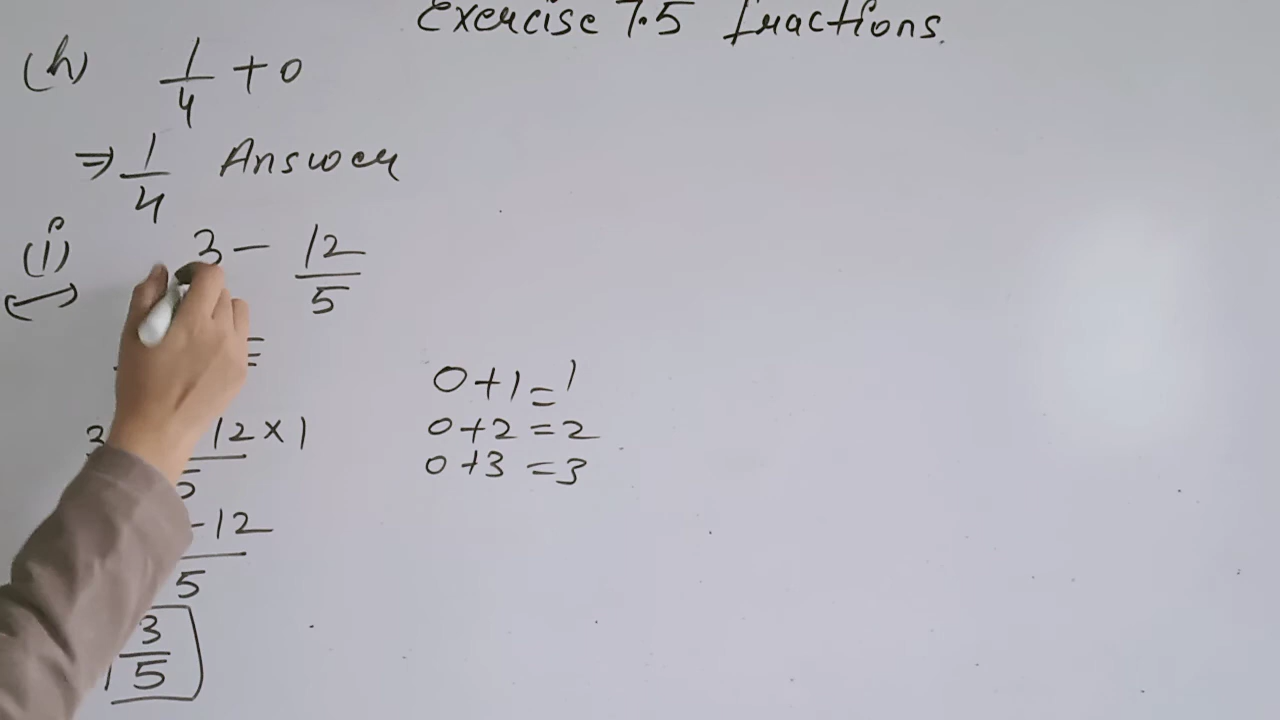 Exercise 7.5 fractions.
(h) 1/4 + 0
⇒ 1/4 Answer
(i) 3 - 12/5
=
3 12 × 1
5
- 12
5
3/5
0 + 1 = 1
0 + 2 = 2
0 + 3 = 3